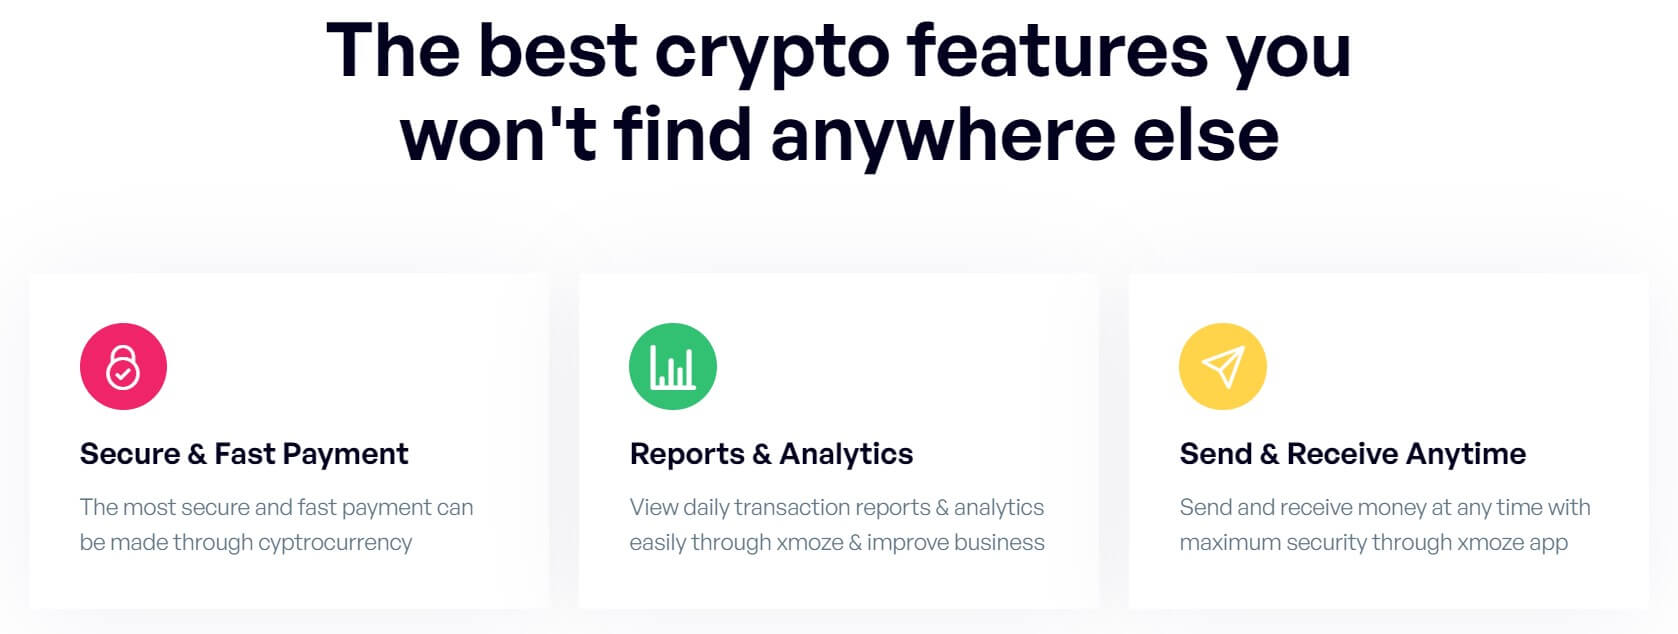 The best crypto features you
won't find anywhere else
Secure & Fast Payment
The most secure and fast payment can
be made through cyptrocurrency
Reports & Analytics
View daily transaction reports & analytics
easily through xmoze & improve business
Send & Receive Anytime
Send and receive money at any time with
maximum security through xmoze app